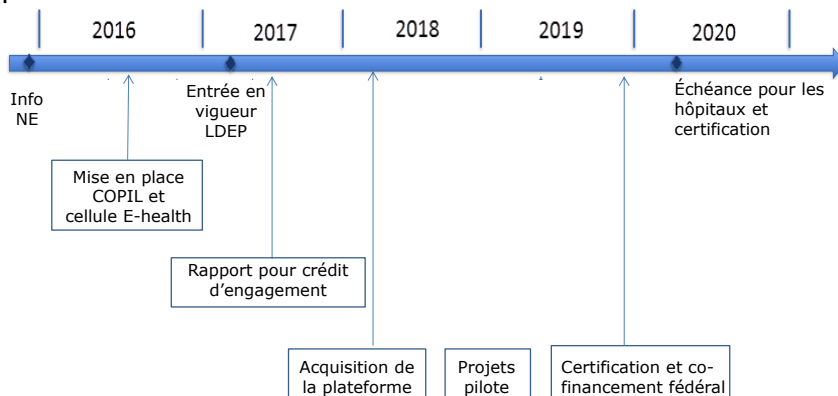 2016
2017
2018
2019
2020
Info
NE
Entrée en
vigueur
LDEP
Échéance pour les
hôpitaux et
certification
Mise en place
COPIL et
cellule E-health
Rapport pour crédit
d'engagement
Acquisition de
la plateforme
Projets
pilote
Certification et co-
financement fédéral